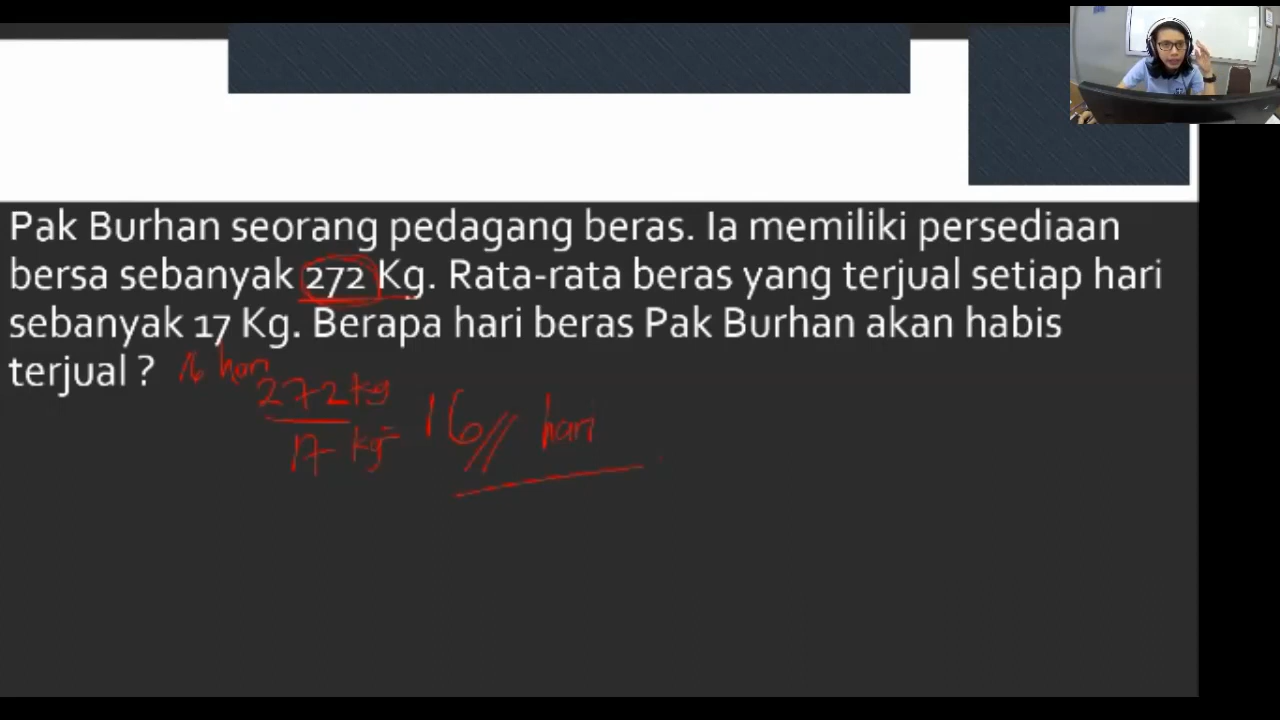 Pak Burhan seorang pedagang beras. Ia memiliki persediaan
bersa sebanyak 272 Kg. Rata-rata beras yang terjual setiap hari
sebanyak 17 Kg. Berapa hari beras Pak Burhan akan habis
terjual ? 16 hari
272 kg
17 kg = 16 // hari